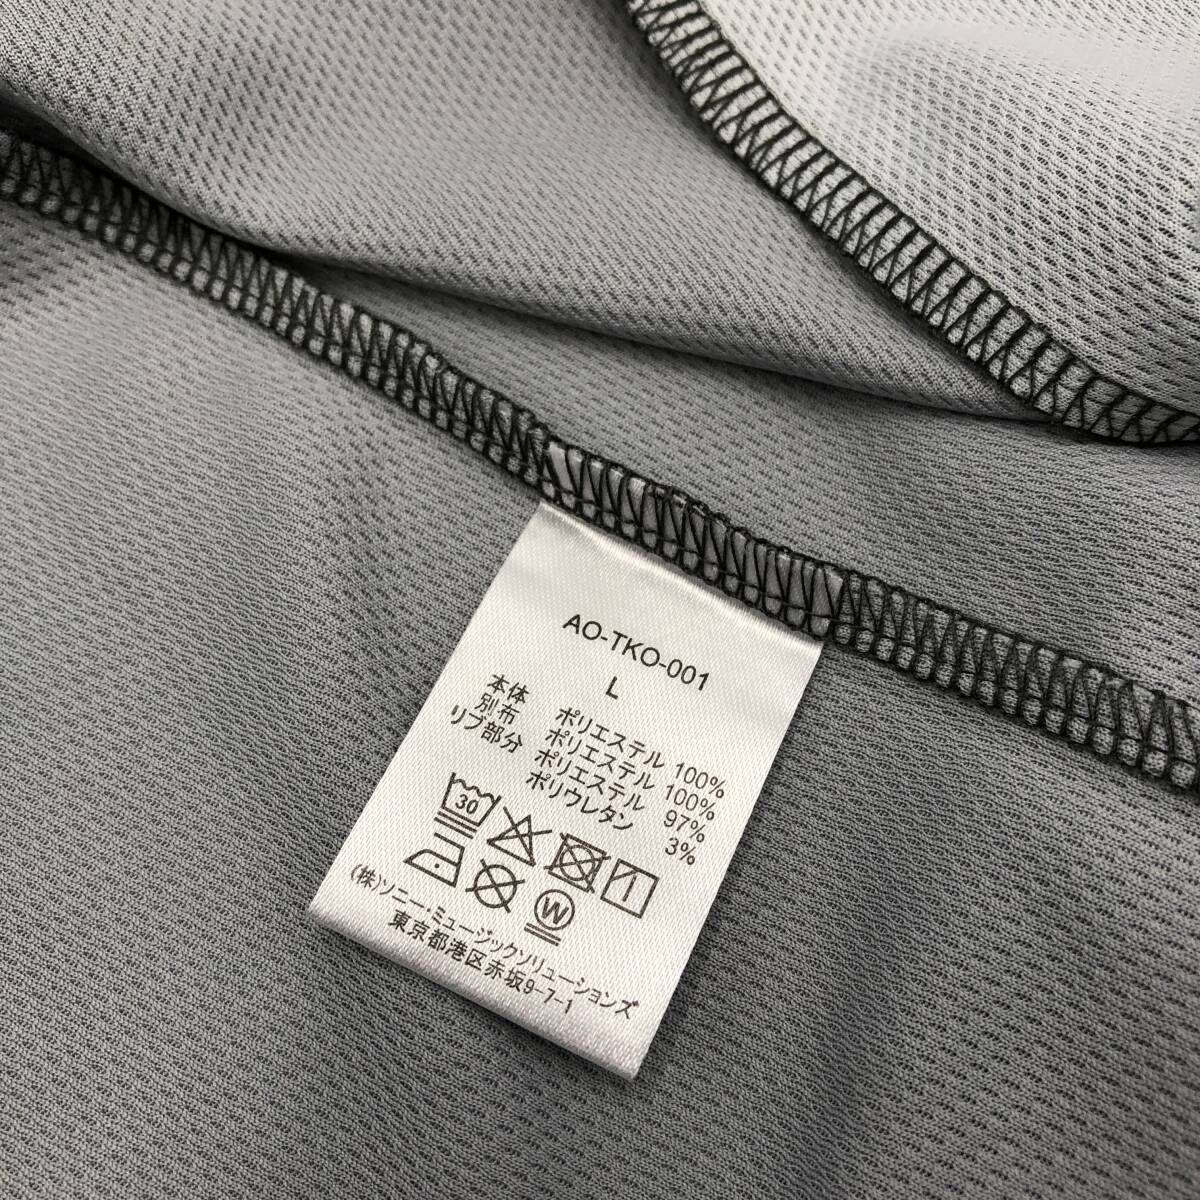 AO-TKO-001
L
本体 ポリエステル 100%
別布 ポリエステル 100%
リブ部分 ポリエステル 97%
ポリウレタン 3%
30
W
(株)ソニー・ミュージックソリューションズ
東京都港区赤坂9-7-1